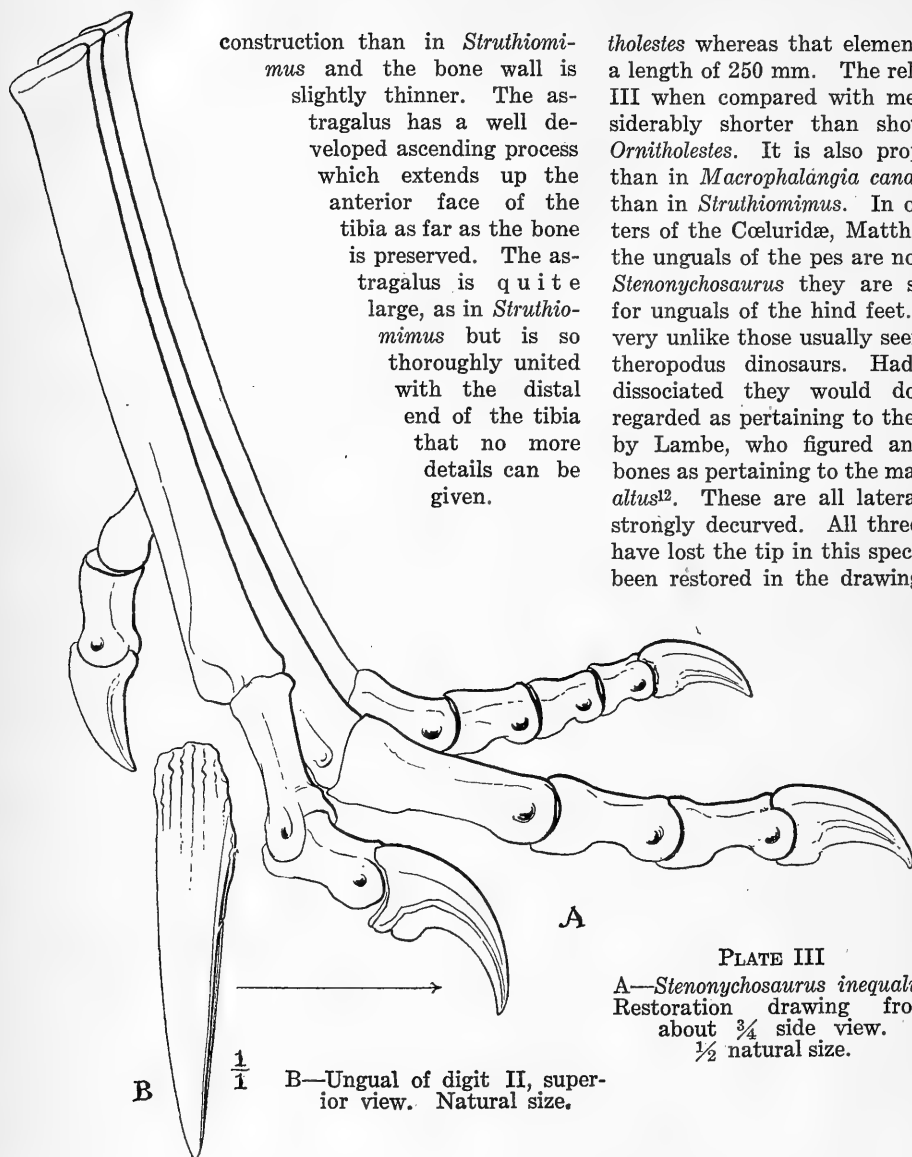 construction than in Struthiomi-
mus and the bone wall is
slightly thinner. The as-
tragalus has a well de-
veloped ascending process
which extends up the
anterior face of the
tibia as far as the bone
is preserved. The as-
tragalus is quite
large, as in Struthio-
mimus but is so
thoroughly united
with the distal
end of the tibia
that no more
details can be
given.
tholestes whereas that elemen
a length of 250 mm. The rel
III when compared with me
siderably shorter than sho
Ornitholestes. It is also pro
than in Macrophalangia cana
than in Struthiomimus. In c
ters of the Cœluridæ, Matth
the unguals of the pes are no
Stenonychosaurus they are s
for unguals of the hind feet.
very unlike those usually see
theropodus dinosaurs. Had
dissociated they would do
regarded as pertaining to the
by Lambe, who figured an
bones as pertaining to the ma
altus¹². These are all latera
strongly decurved. All three
have lost the tip in this spec
been restored in the drawing
A
PLATE III
A—Stenonychosaurus inequali
Restoration drawing fro
about ¾ side view.
½ natural size.
B
1/1
B—Ungual of digit II, super-
ior view. Natural size.